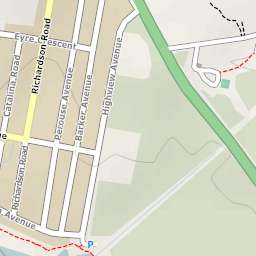 Eyre Crescent
Catalina Road
Richardson Road
Perouse Avenue
Barker Avenue
Highview Avenue
Richardson Road
Avenue
P